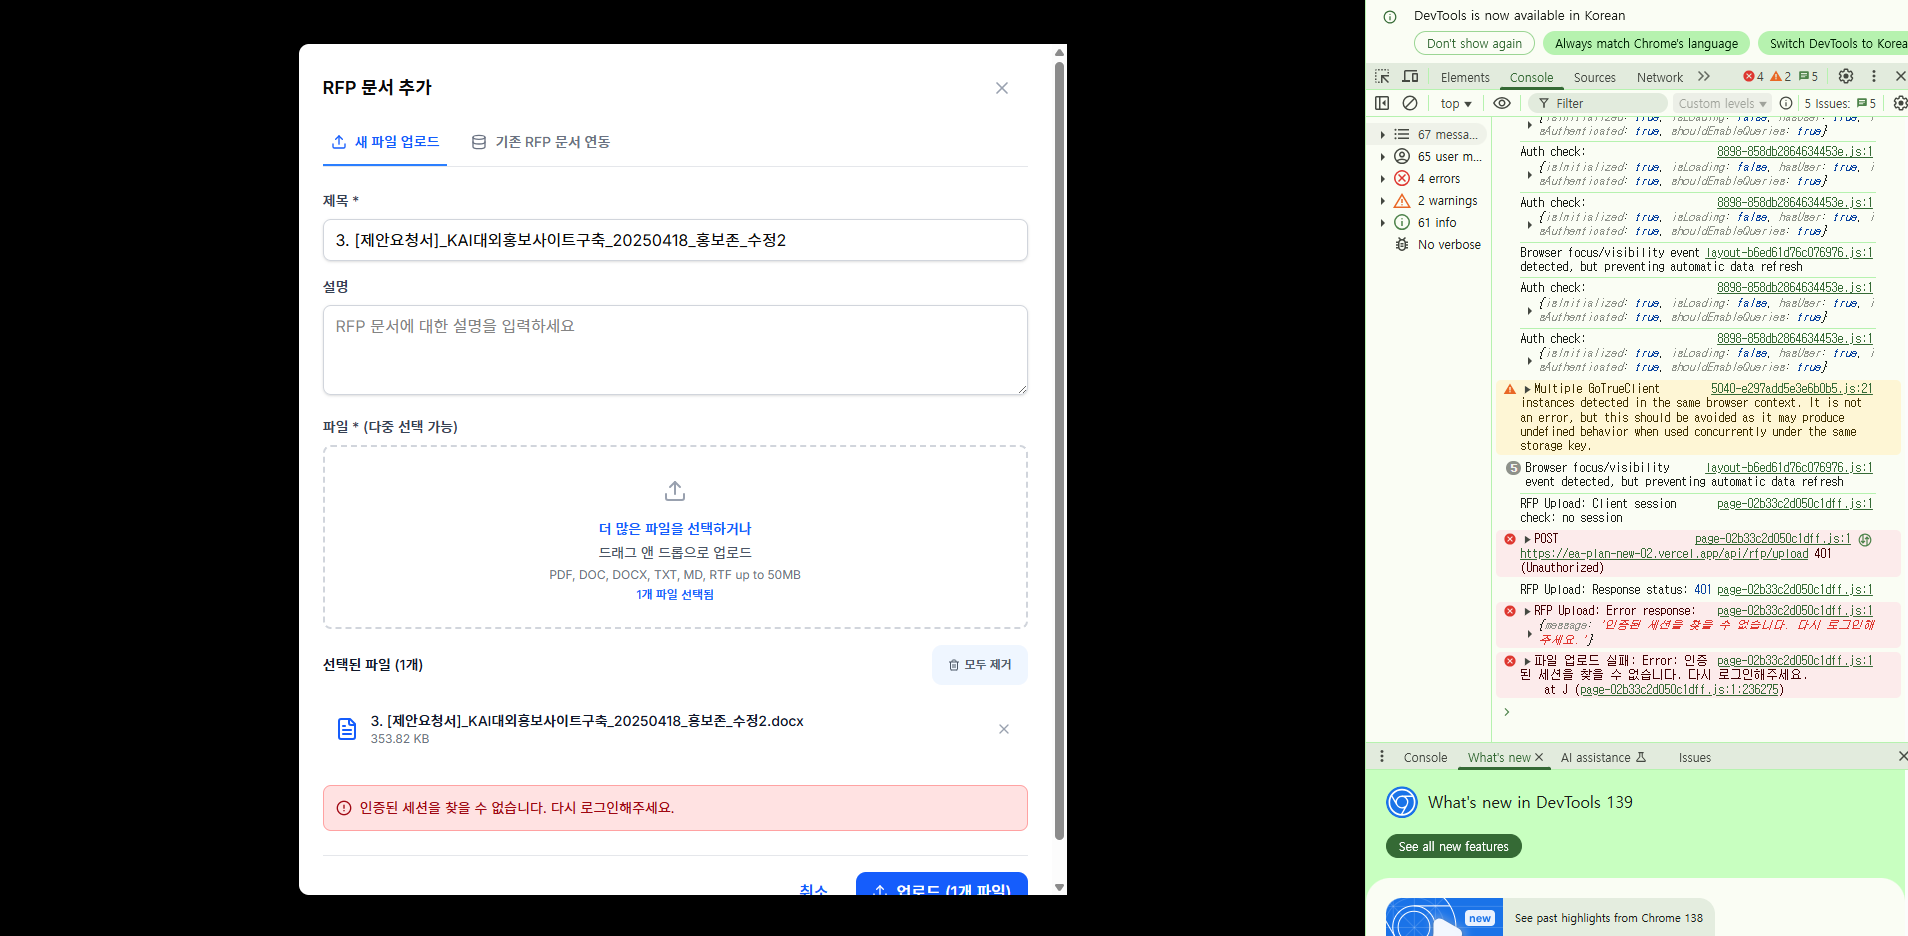 RFP 문서 추가
새 파일 업로드
기존 RFP 문서 연동
제목 *
3. [제안요청서]_KAI대외홍보사이트구축_20250418_홍보존_수정2
설명
RFP 문서에 대한 설명을 입력하세요
파일 * (다중 선택 가능)
더 많은 파일을 선택하거나
드래그 앤 드롭으로 업로드
PDF, DOC, DOCX, TXT, MD, RTF up to 50MB
1개 파일 선택됨
선택된 파일 (1개)
모두 제거
3. [제안요청서]_KAI대외홍보사이트구축_20250418_홍보존_수정2.docx
353.82 KB
인증된 세션을 찾을 수 없습니다. 다시 로그인해주세요.
취소
업로드 (1개 파일)
DevTools is now available in Korean
Don't show again
Always match Chrome's language
Switch DevTools to Korea
Elements Console Sources Network 4 2 5
top Filter Custom levels 5 Issues: 5
67 messa...
65 user m...
4 errors
2 warnings
61 info
No verbose
{isInitialized: true, isLoading: false, hasUser: true, i
sAuthenticated: true, shouldEnableQueries: true}
Auth check: 8898-858db2864634453e.js:1
{isInitialized: true, isLoading: false, hasUser: true, i
sAuthenticated: true, shouldEnableQueries: true}
Auth check: 8898-858db2864634453e.js:1
{isInitialized: true, isLoading: false, hasUser: true, i
sAuthenticated: true, shouldEnableQueries: true}
Browser focus/visibility event layout-b6ed61d76c076976.js:1
detected, but preventing automatic data refresh
Auth check: 8898-858db2864634453e.js:1
{isInitialized: true, isLoading: false, hasUser: true, i
sAuthenticated: true, shouldEnableQueries: true}
Auth check: 8898-858db2864634453e.js:1
{isInitialized: true, isLoading: false, hasUser: true, i
sAuthenticated: true, shouldEnableQueries: true}
Multiple GoTrueClient 5040-e297add5e3e6b0b5.js:21
instances detected in the same browser context. It is not
an error, but this should be avoided as it may produce
undefined behavior when used concurrently under the same
storage key.
5 Browser focus/visibility layout-b6ed61d76c076976.js:1
event detected, but preventing automatic data refresh
RFP Upload: Client session page-02b33c2d050c1dff.js:1
check: no session
POST page-02b33c2d050c1dff.js:1
https://ea-plan-new-02.vercel.app/api/rfp/upload 401
(Unauthorized)
RFP Upload: Response status: 401 page-02b33c2d050c1dff.js:1
RFP Upload: Error response: page-02b33c2d050c1dff.js:1
{message: '인증된 세션을 찾을 수 없습니다. 다시 로그인해
주세요.'}
파일 업로드 실패: Error: 인증 page-02b33c2d050c1dff.js:1
된 세션을 찾을 수 없습니다. 다시 로그인해주세요.
at J (page-02b33c2d050c1dff.js:1:236275)
Console What's new AI assistance Issues
What's new in DevTools 139
See all new features
new
See past highlights from Chrome 138